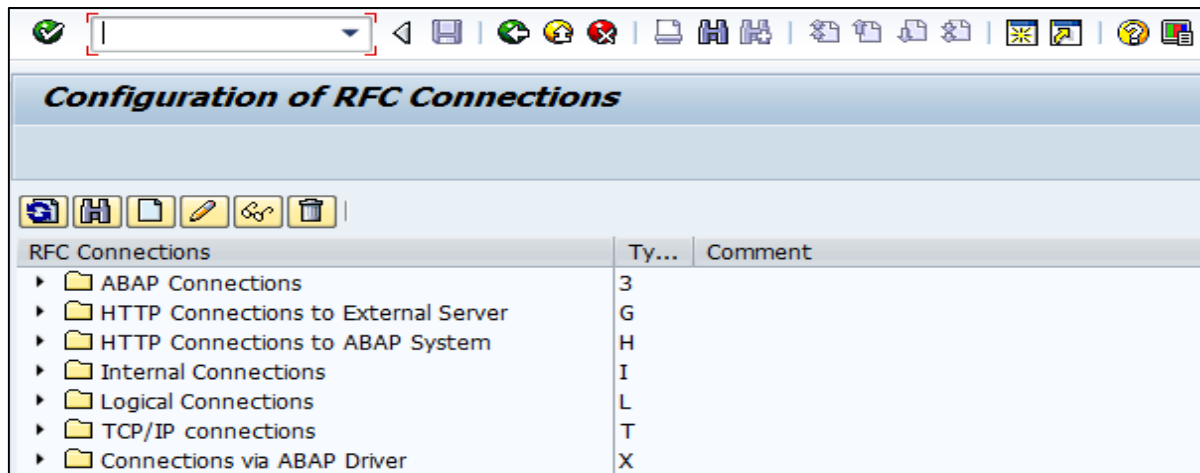 Configuration of RFC Connections
RFC Connections Ty... Comment
ABAP Connections 3
HTTP Connections to External Server G
HTTP Connections to ABAP System H
Internal Connections I
Logical Connections L
TCP/IP connections T
Connections via ABAP Driver X